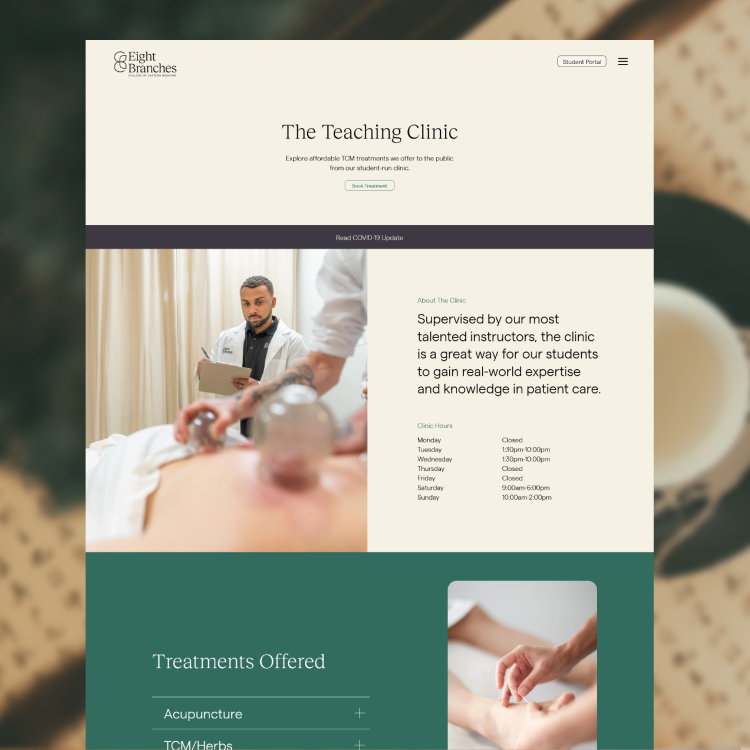 Eight
Branches
COLLEGE OF EASTERN MEDICINE
Student Portal
The Teaching Clinic
Explore affordable TCM treatments we offer to the public
from our student-run clinic.
Book Treatment
Read COVID-19 Update
About The Clinic
Supervised by our most
talented instructors, the clinic
is a great way for our students
to gain real-world expertise
and knowledge in patient care.
Clinic Hours
Monday Closed
Tuesday 1:30pm-10:00pm
Wednesday 1:30pm-10:00pm
Thursday Closed
Friday Closed
Saturday 9:00am-6:00pm
Sunday 10:00am-2:00pm
Treatments Offered
Acupuncture
TCM/Herbs